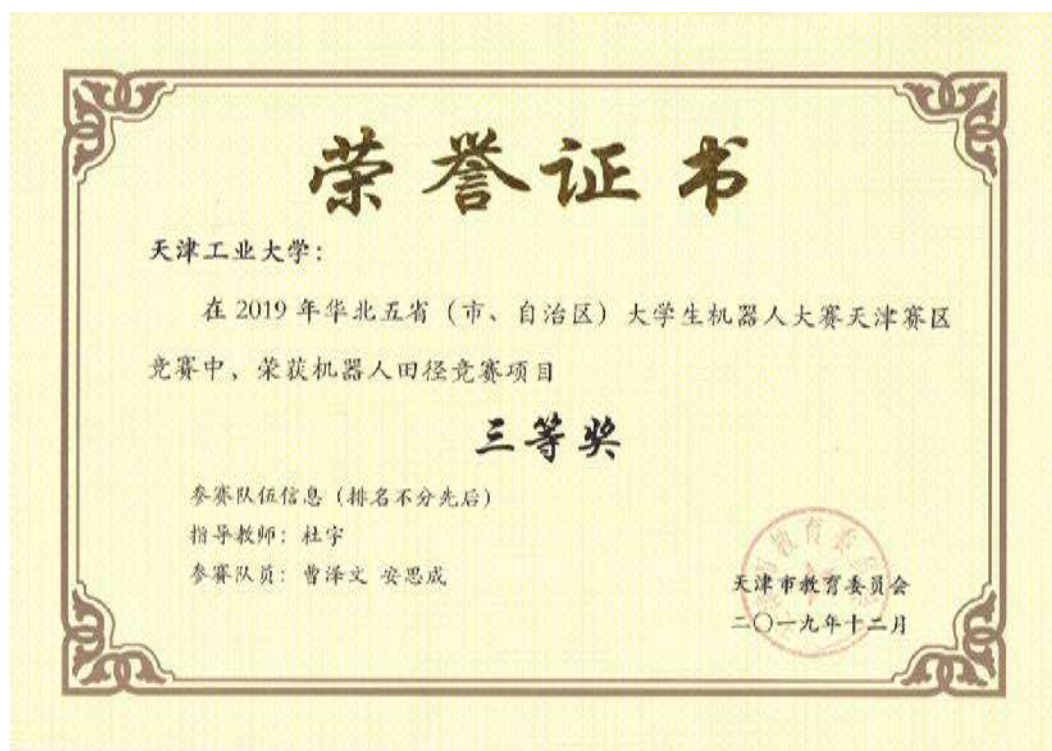 荣誉证书
天津工业大学：
在 2019 年华北五省（市、自治区）大学生机器人大赛天津赛区
竞赛中、荣获机器人田径竞赛项目
三等奖
参赛队伍信息（排名不分先后）
指导教师：杜宇
参赛队员：曹泽文 安思成
天津市教育委员会
二〇一九年十二月